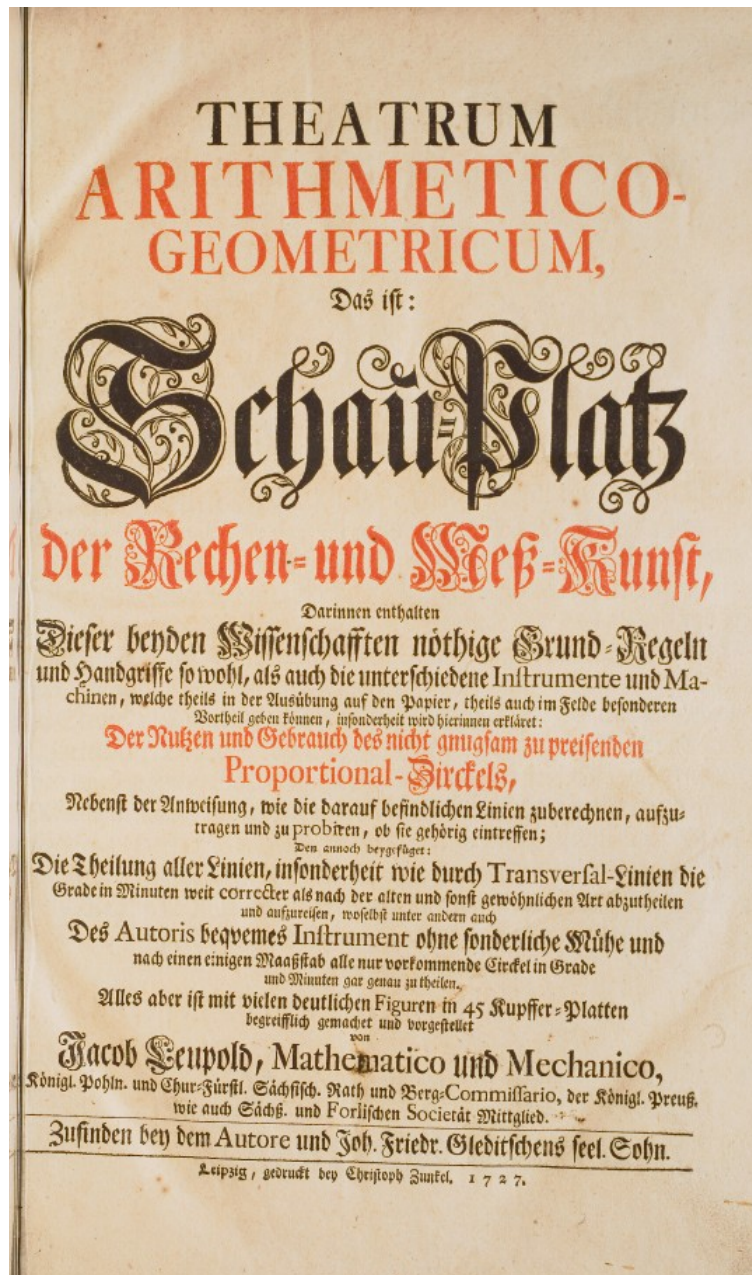 THEATRUM
ARITHMETICO-
GEOMETRICUM,
Das ist:
Schau-Platz
der Rechen- und Meß-Kunst,
Darinnen enthalten
Dieser beyden Wissenschafften nöthige Grund-Regeln
und Handgriffe so wohl, als auch die unterschiedene Instrumente und Ma-
chinen, welche theils in der Ausübung auf den Papier, theils auch im Felde besonderen
Vortheil geben können, insonderheit wird hierinnen erkläret:
Der Nutzen und Gebrauch des nicht gnugsam zu preisenden
Proportional-Zirckels,
Nebenst der Anweisung, wie die darauf befindlichen Linien zuberechnen, aufzu-
tragen und zu probiren, ob sie gehörig eintreffen;
Den annoch beygefüget:
Die Theilung aller Linien, insonderheit wie durch Transversal-Linien die
Grade in Minuten weit correcter als nach der alten und sonst gewöhnlichen Art abzutheilen
und aufzureisen, woselbst unter andern auch
Des Autoris beqvemes Instrument ohne sonderliche Mühe und
nach einen einigen Maaßstab alle nur vorkommende Circkel in Grade
und Minuten gar genau zu theilen.
Alles aber ist mit vielen deutlichen Figuren in 45 Kupffer-Platten
begreifflich gemachet und vorgestellet
von
Jacob Leupold, Mathematico und Mechanico,
Königl. Pohln. und Chur-Fürstl. Sächsisch. Rath und Berg-Commissario, der Königl. Preuß.
wie auch Sächß. und Forlischen Societät Mittglied.
Zufinden bey dem Autore und Joh. Friedr. Gleditschens seel. Sohn.
Leipzig, gedruckt bey Christoph Zunkel. 1727.